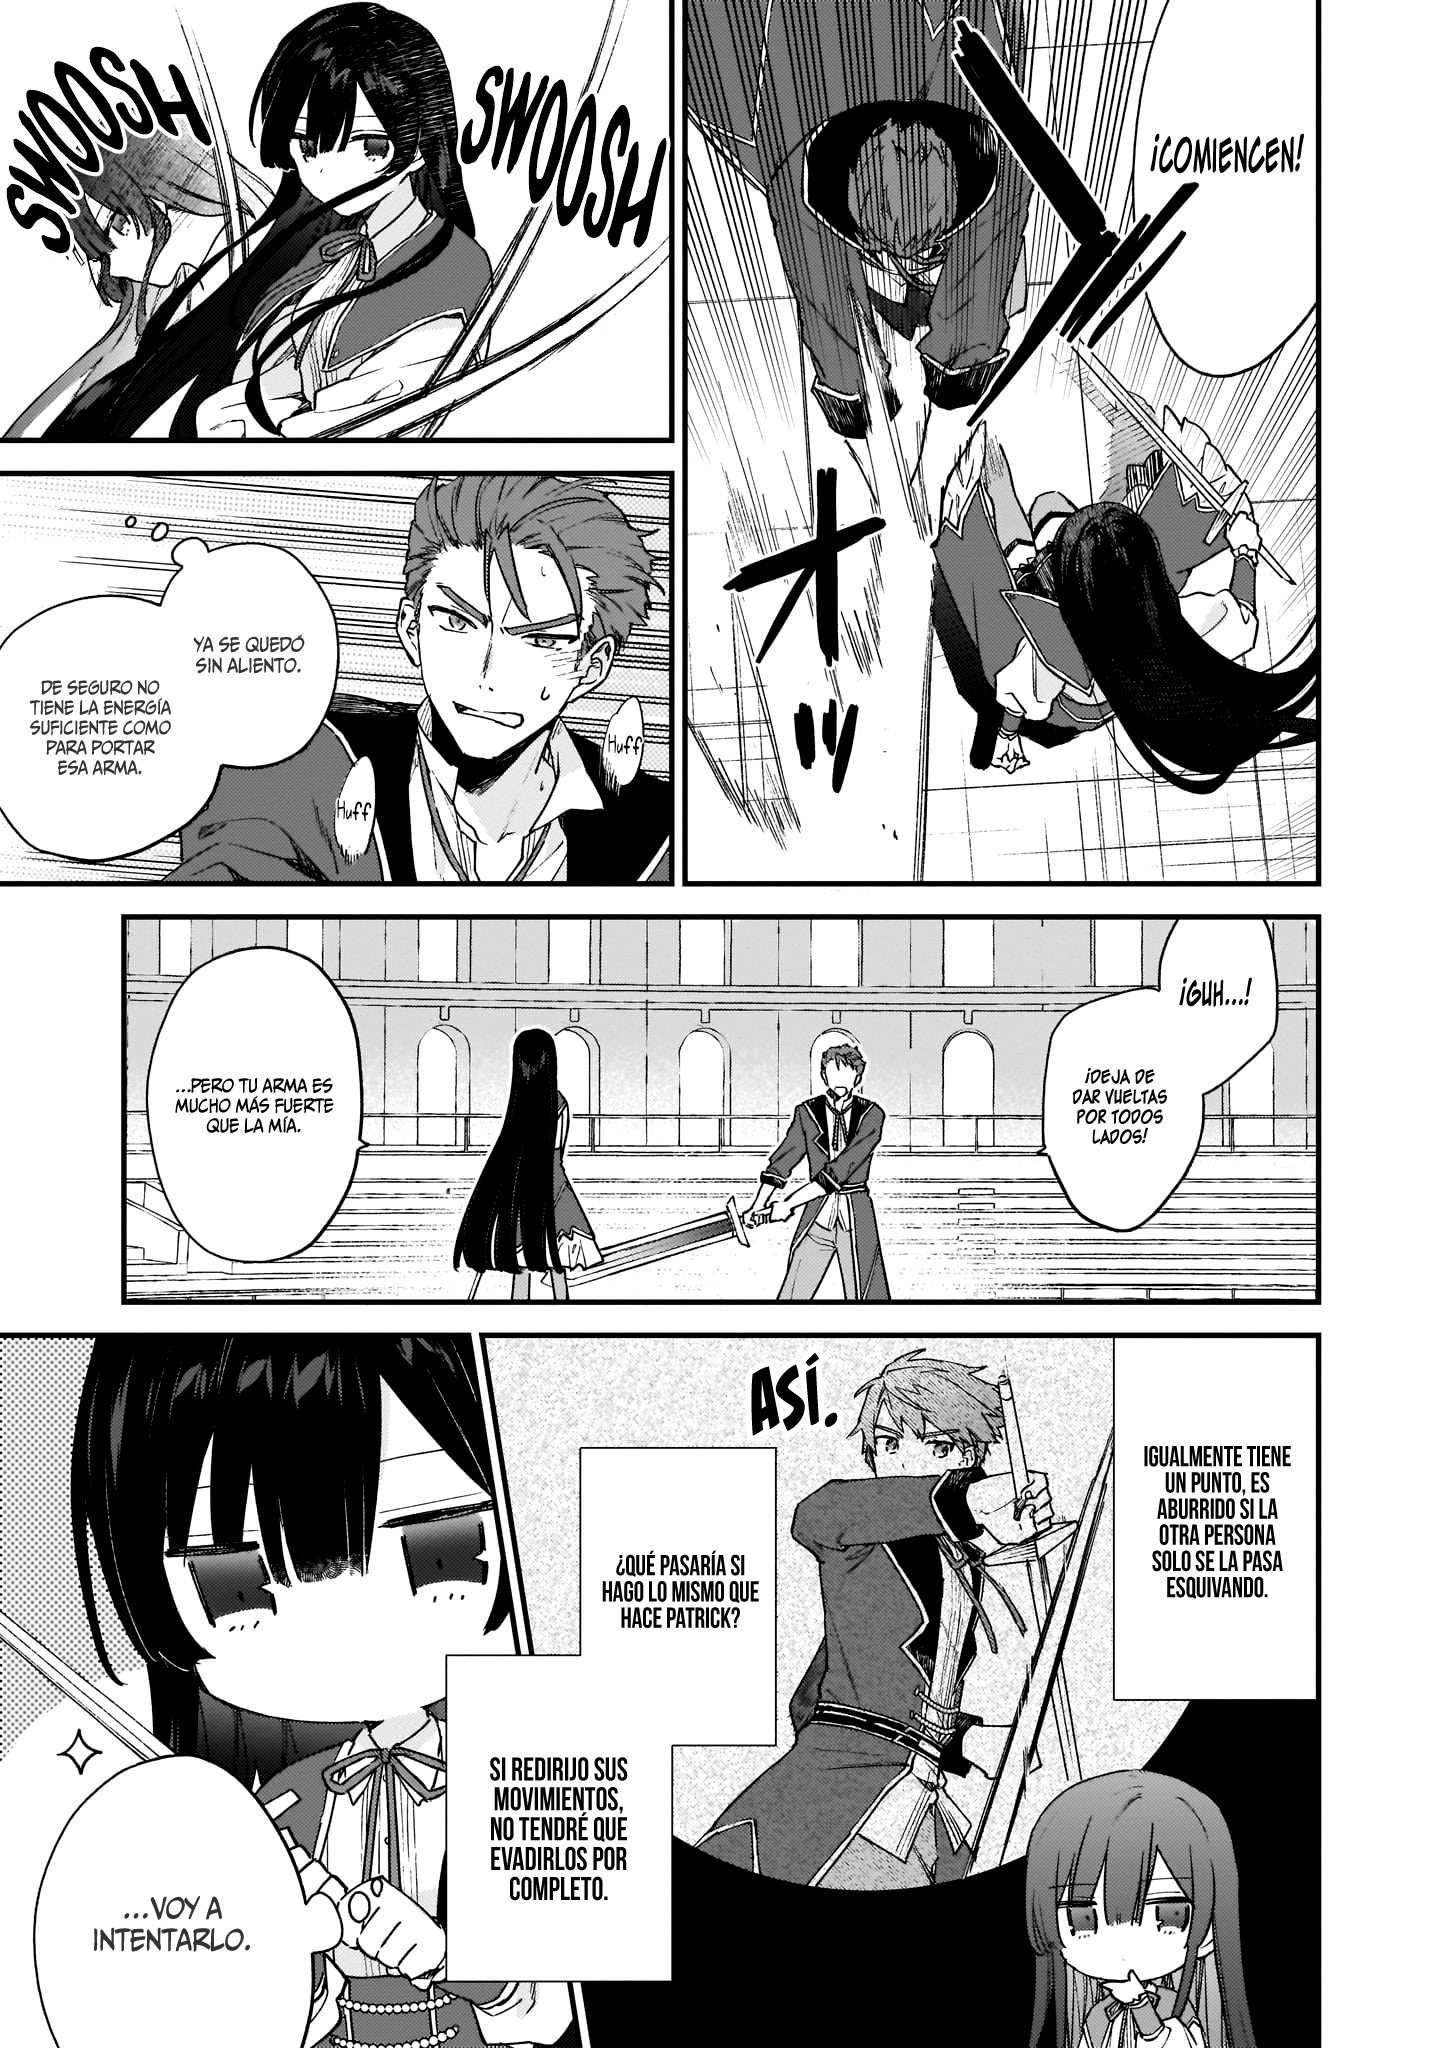 ¡COMIENCEN!
SWOOSH
SWOOSH
YA SE QUEDÓ
SIN ALIENTO.
DE SEGURO NO
TIENE LA ENERGÍA
SUFICIENTE COMO
PARA PORTAR
ESA ARMA.
Huff
Huff
¡GUH...!
¡DEJA DE
DAR VUELTAS
POR TODOS
LADOS!
...PERO TU ARMA ES
MUCHO MÁS FUERTE
QUE LA MÍA.
IGUALMENTE TIENE
UN PUNTO, ES
ABURRIDO SI LA
OTRA PERSONA
SOLO SE LA PASA
ESQUIVANDO.
ASÍ.
¿QUÉ PASARÍA SI
HAGO LO MISMO QUE
HACE PATRICK?
SI REDIRIJO SUS
MOVIMIENTOS,
NO TENDRÉ QUE
EVADIRLOS POR
COMPLETO.
...VOY A
INTENTARLO.